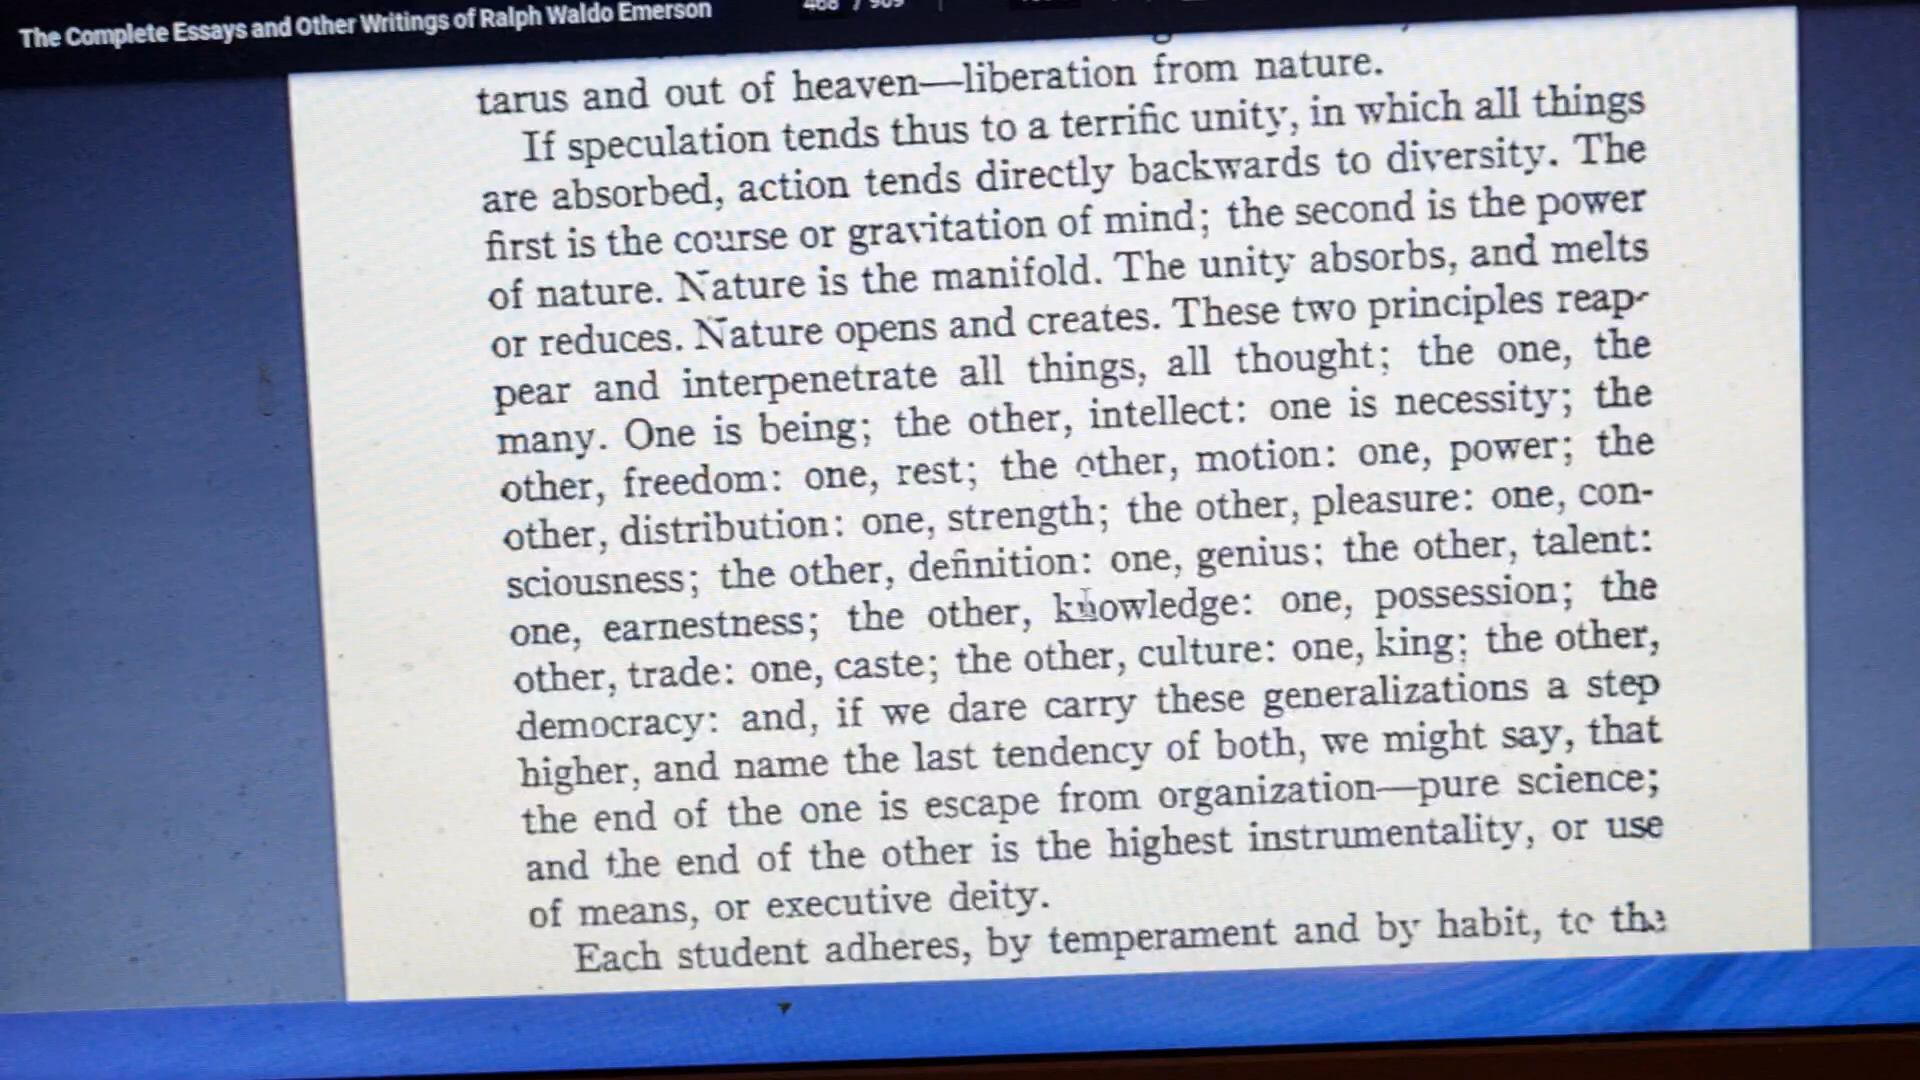 The Complete Essays and Other Writings of Ralph Waldo Emerson
tarus and out of heaven—liberation from nature.
If speculation tends thus to a terrific unity, in which all things
are absorbed, action tends directly backwards to diversity. The
first is the course or gravitation of mind; the second is the power
of nature. Nature is the manifold. The unity absorbs, and melts
or reduces. Nature opens and creates. These two principles reap-
pear and interpenetrate all things, all thought; the one, the
many. One is being; the other, intellect: one is necessity; the
other, freedom: one, rest; the other, motion: one, power; the
other, distribution: one, strength; the other, pleasure: one, con-
sciousness; the other, definition: one, genius; the other, talent:
one, earnestness; the other, knowledge: one, possession; the
other, trade: one, caste; the other, culture: one, king; the other,
democracy: and, if we dare carry these generalizations a step
higher, and name the last tendency of both, we might say, that
the end of the one is escape from organization—pure science;
and the end of the other is the highest instrumentality, or use
of means, or executive deity.
Each student adheres, by temperament and by habit, to the